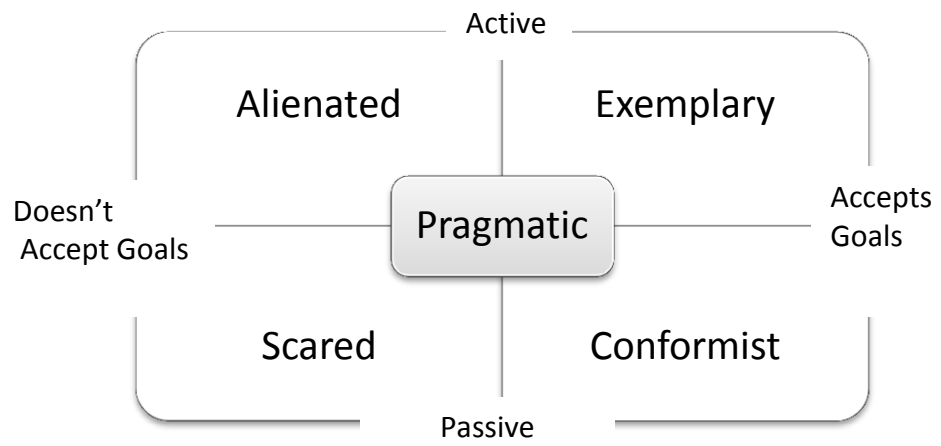 Active
Alienated
Exemplary
Doesn’t
Accept Goals
Pragmatic
Accepts
Goals
Scared
Conformist
Passive